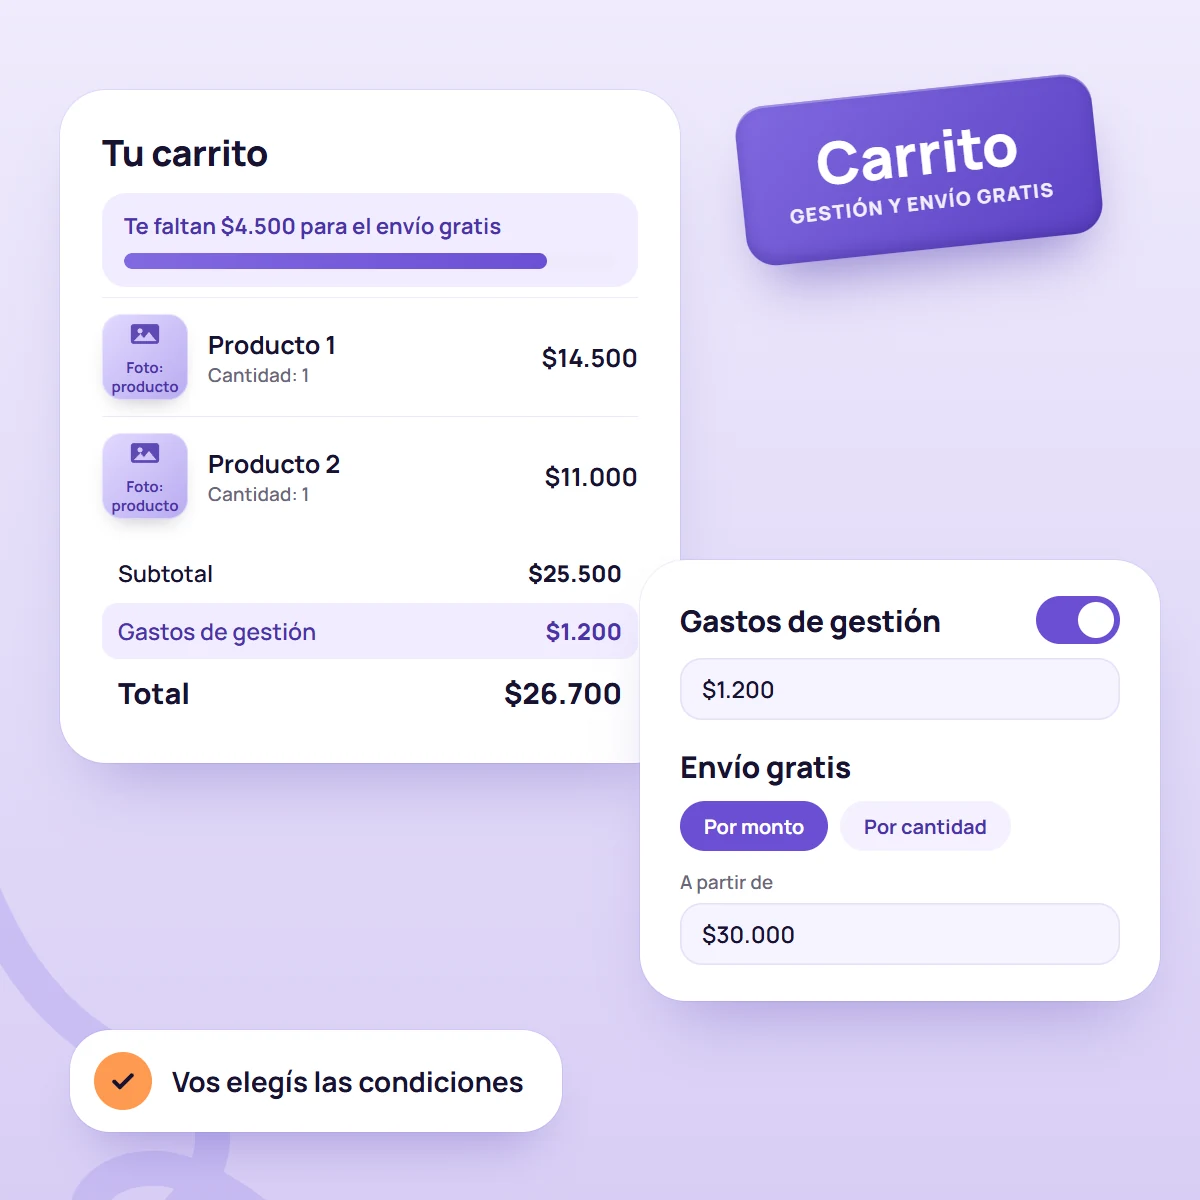 Tu carrito
Te faltan $4.500 para el envío gratis
Foto:
producto
Producto 1
Cantidad: 1
$14.500
Foto:
producto
Producto 2
Cantidad: 1
$11.000
Subtotal
$25.500
Gastos de gestión
$1.200
Total
$26.700
Carrito
GESTIÓN Y ENVÍO GRATIS
Gastos de gestión
$1.200
Envío gratis
Por monto
Por cantidad
A partir de
$30.000
Vos elegís las condiciones